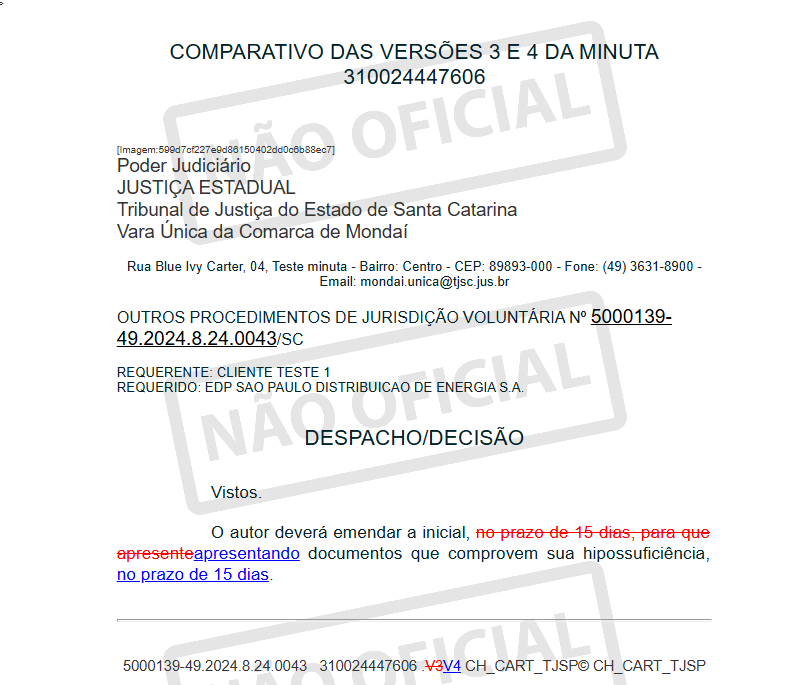 COMPARATIVO DAS VERSÕES 3 E 4 DA MINUTA
310024447606
NÃO OFICIAL
[Imagem:599d7cf227e9d86150402dd0c6b88ec7]
Poder Judiciário
JUSTIÇA ESTADUAL
Tribunal de Justiça do Estado de Santa Catarina
Vara Única da Comarca de Mondaí
Rua Blue Ivy Carter, 04, Teste minuta - Bairro: Centro - CEP: 89893-000 - Fone: (49) 3631-8900 -
Email: mondai.unica@tjsc.jus.br
OUTROS PROCEDIMENTOS DE JURISDIÇÃO VOLUNTÁRIA Nº 5000139-
49.2024.8.24.0043/SC
REQUERENTE: CLIENTE TESTE 1
REQUERIDO: EDP SAO PAULO DISTRIBUICAO DE ENERGIA S.A.
NÃO OFICIAL
DESPACHO/DECISÃO
Vistos.
O autor deverá emendar a inicial, no prazo de 15 dias, para que
apresenteapresentando documentos que comprovem sua hipossuficiência,
no prazo de 15 dias.
NÃO OFICIAL
5000139-49.2024.8.24.0043 310024447606 .V3V4 CH_CART_TJSP© CH_CART_TJSP